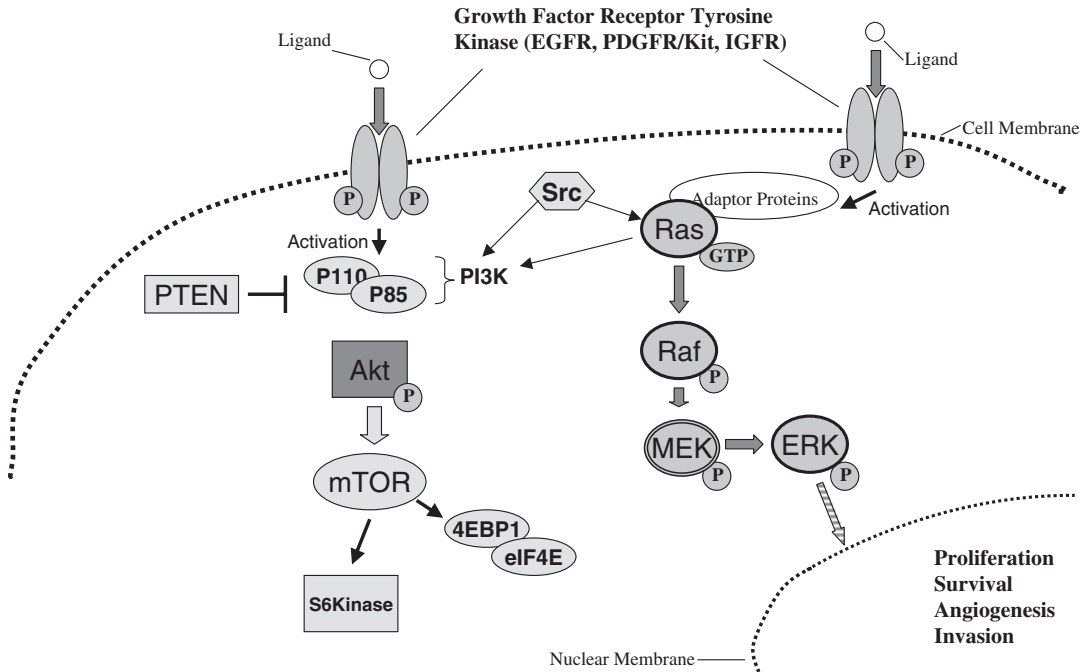 Growth Factor Receptor Tyrosine
Kinase (EGFR, PDGFR/Kit, IGFR)
Ligand
Ligand
Cell Membrane
P
P
P
P
Src
Adaptor Proteins
Activation
Ras
GTP
Activation
P110
P85
PI3K
PTEN
Raf
P
Akt
P
MEK
P
ERK
P
mTOR
4EBP1
eIF4E
S6Kinase
Proliferation
Survival
Angiogenesis
Invasion
Nuclear Membrane